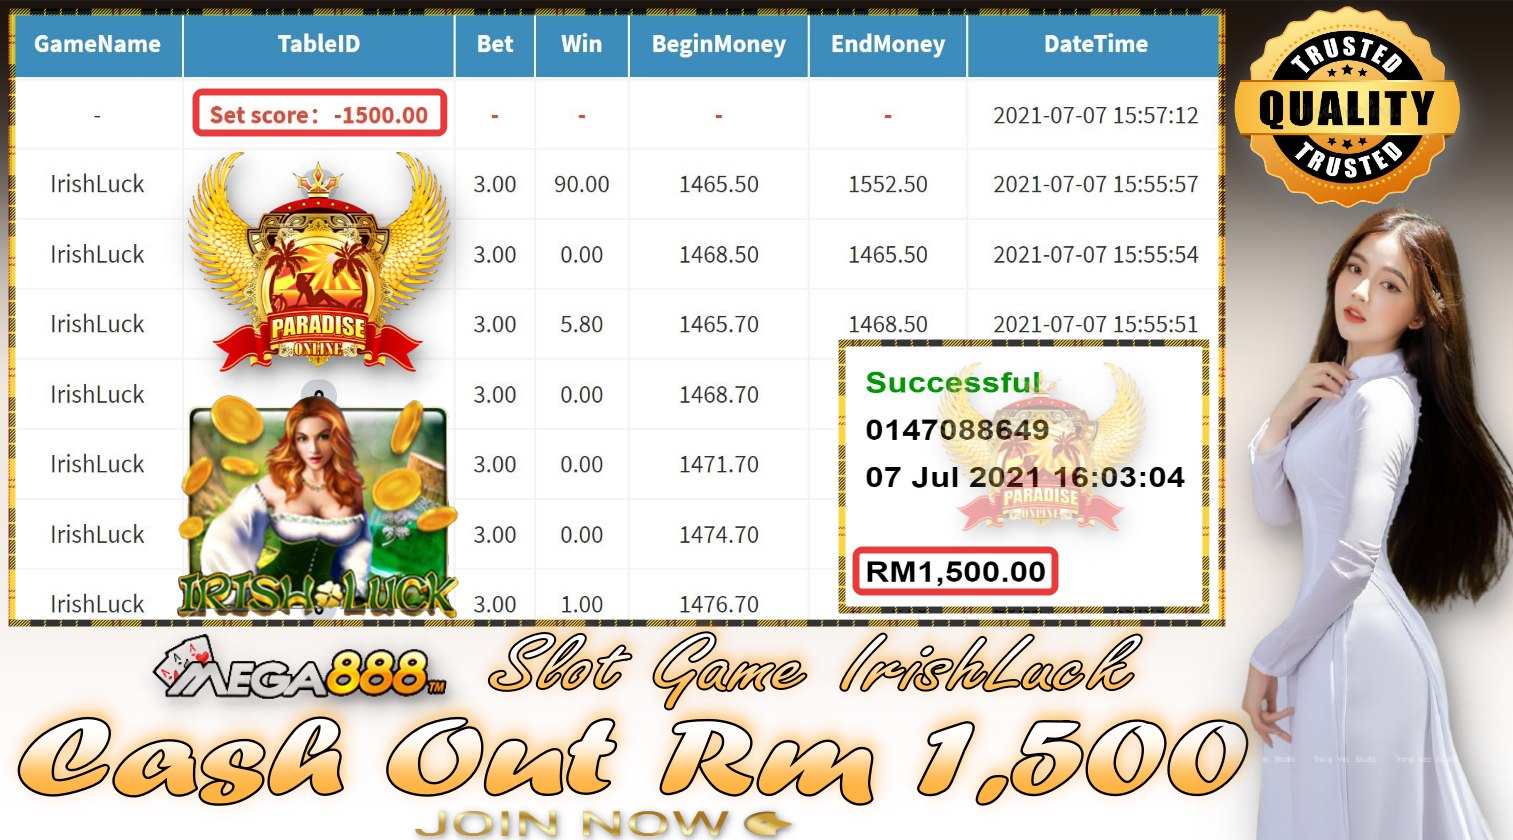 GameName TableID Bet Win BeginMoney EndMoney DateTime
- Set score: -1500.00 - - - - 2021-07-07 15:57:12
IrishLuck 3.00 90.00 1465.50 1552.50 2021-07-07 15:55:57
IrishLuck 3.00 0.00 1468.50 1465.50 2021-07-07 15:55:54
IrishLuck 3.00 5.80 1465.70 1468.50 2021-07-07 15:55:51
IrishLuck 3.00 0.00 1468.70
IrishLuck 3.00 0.00 1471.70
IrishLuck 3.00 0.00 1474.70
IrishLuck 3.00 1.00 1476.70
PARADISE
ONLINE
IRISH LUCK
Successful
0147088649
07 Jul 2021 16:03:04
PARADISE
ONLINE
RM1,500.00
TRUSTED
QUALITY
TRUSTED
MEGA888 TM
Slot Game IrishLuck
Cash Out Rm 1,500
JOIN NOW